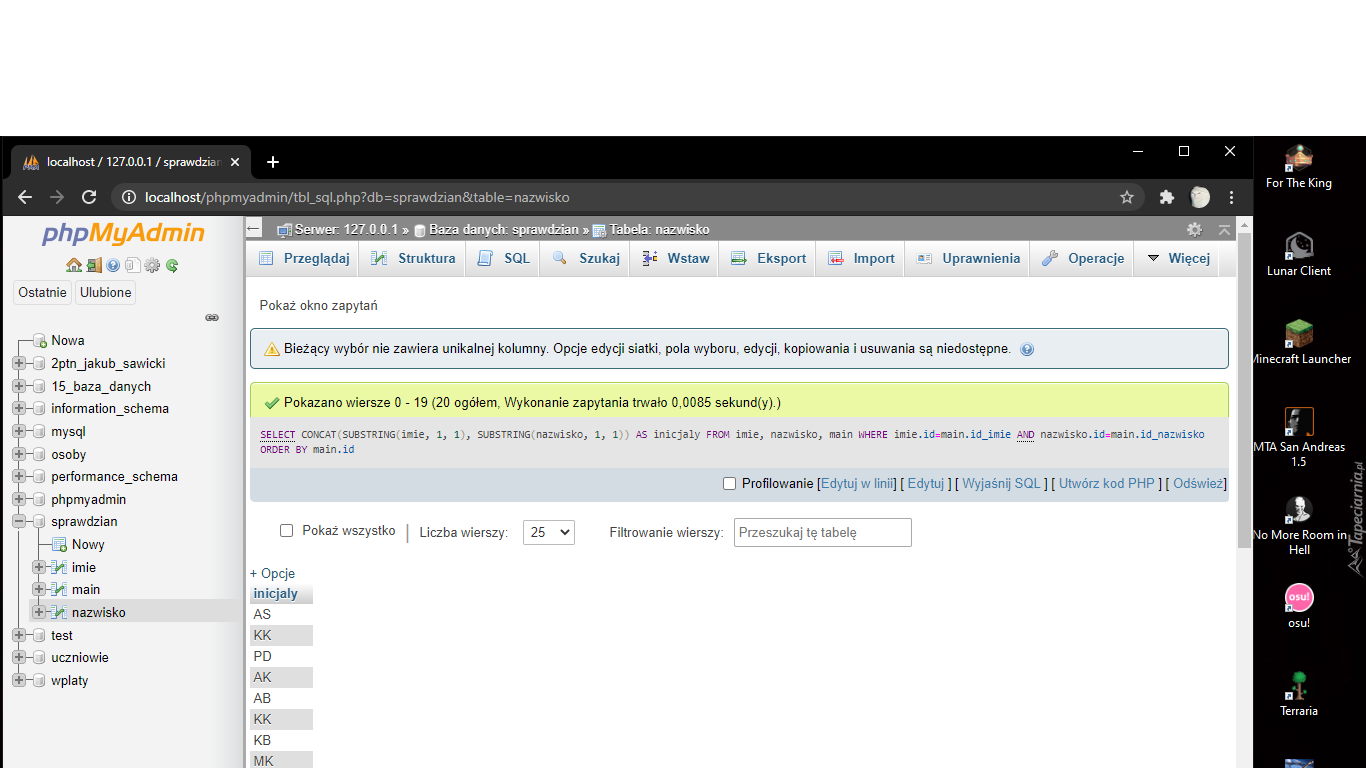 localhost / 127.0.0.1 / sprawdzian
localhost/phpmyadmin/tbl_sql.php?db=sprawdzian&table=nazwisko
phpMyAdmin
Ostatnie Ulubione
Nowa
2ptn_jakub_sawicki
15_baza_danych
information_schema
mysql
osoby
performance_schema
phpmyadmin
sprawdzian
Nowy
imie
main
nazwisko
test
uczniowie
wplaty
Serwer: 127.0.0.1 » Baza danych: sprawdzian » Tabela: nazwisko
Przeglądaj Struktura SQL Szukaj Wstaw Eksport Import Uprawnienia Operacje Więcej
Pokaż okno zapytań
Bieżący wybór nie zawiera unikalnej kolumny. Opcje edycji siatki, pola wyboru, edycji, kopiowania i usuwania są niedostępne.
Pokazano wiersze 0 - 19 (20 ogółem, Wykonanie zapytania trwało 0,0085 sekund(y).)
SELECT CONCAT(SUBSTRING(imie, 1, 1), SUBSTRING(nazwisko, 1, 1)) AS inicjaly FROM imie, nazwisko, main WHERE imie.id=main.id_imie AND nazwisko.id=main.id_nazwisko
ORDER BY main.id
Profilowanie [Edytuj w linii] [ Edytuj ] [ Wyjaśnij SQL ] [ Utwórz kod PHP ] [ Odśwież]
Pokaż wszystko | Liczba wierszy: 25 Filtrowanie wierszy: Przeszukaj tę tabelę
+ Opcje
inicjaly
AS
KK
PD
AK
AB
KK
KB
MK
For The King
Lunar Client
Minecraft Launcher
MTA San Andreas
1.5
No More Room in
Hell
osu!
osu!
Terraria
Tapeciarnia.pl